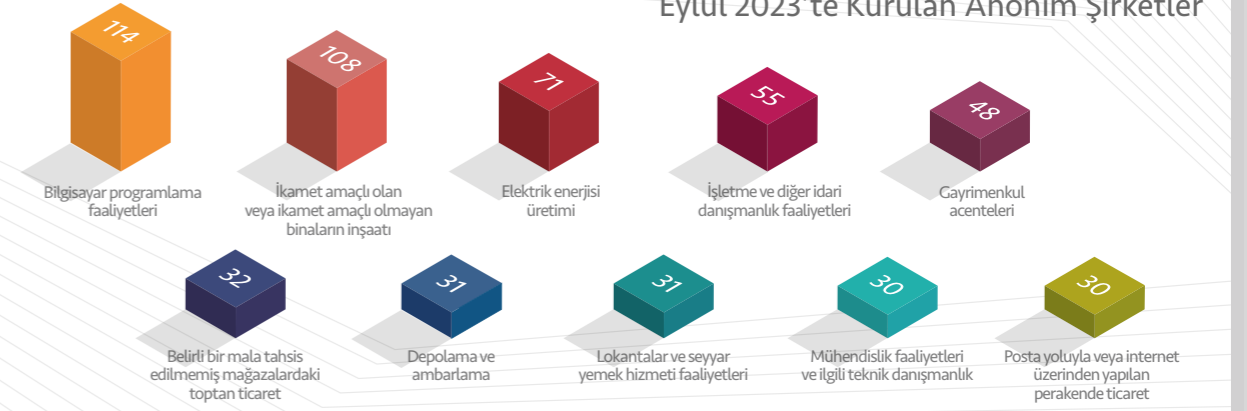 Eylül 2023'te Kurulan Anonim Şirketler
114
108
71
55
48
Bilgisayar programlama
faaliyetleri
İkamet amaçlı olan
veya ikamet amaçlı olmayan
binaların inşaatı
Elektrik enerjisi
üretimi
İşletme ve diğer idari
danışmanlık faaliyetleri
Gayrimenkul
acenteleri
32
31
31
30
30
Belirli bir mala tahsis
edilmemiş mağazalardaki
toptan ticaret
Depolama ve
ambarlama
Lokantalar ve seyyar
yemek hizmeti faaliyetleri
Mühendislik faaliyetleri
ve ilgili teknik danışmanlık
Posta yoluyla veya internet
üzerinden yapılan
perakende ticaret